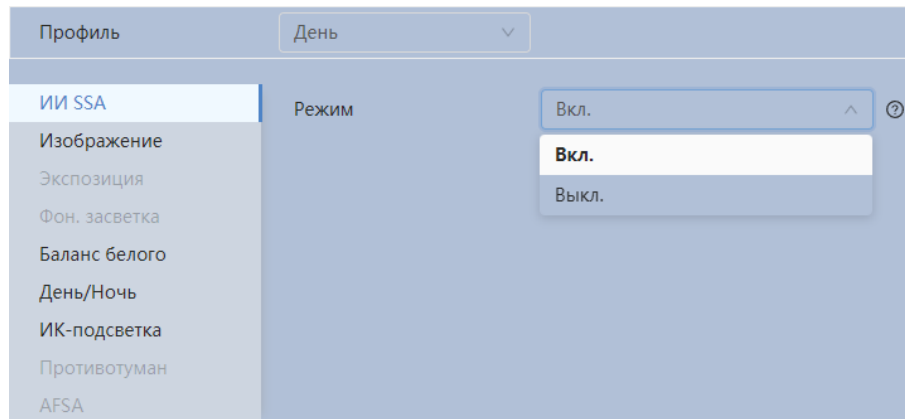 Профиль День
ИИ SSA Режим Вкл.
Изображение Вкл.
Экспозиция Выкл.
Фон. засветка
Баланс белого
День/Ночь
ИК-подсветка
Противотуман
AFSA